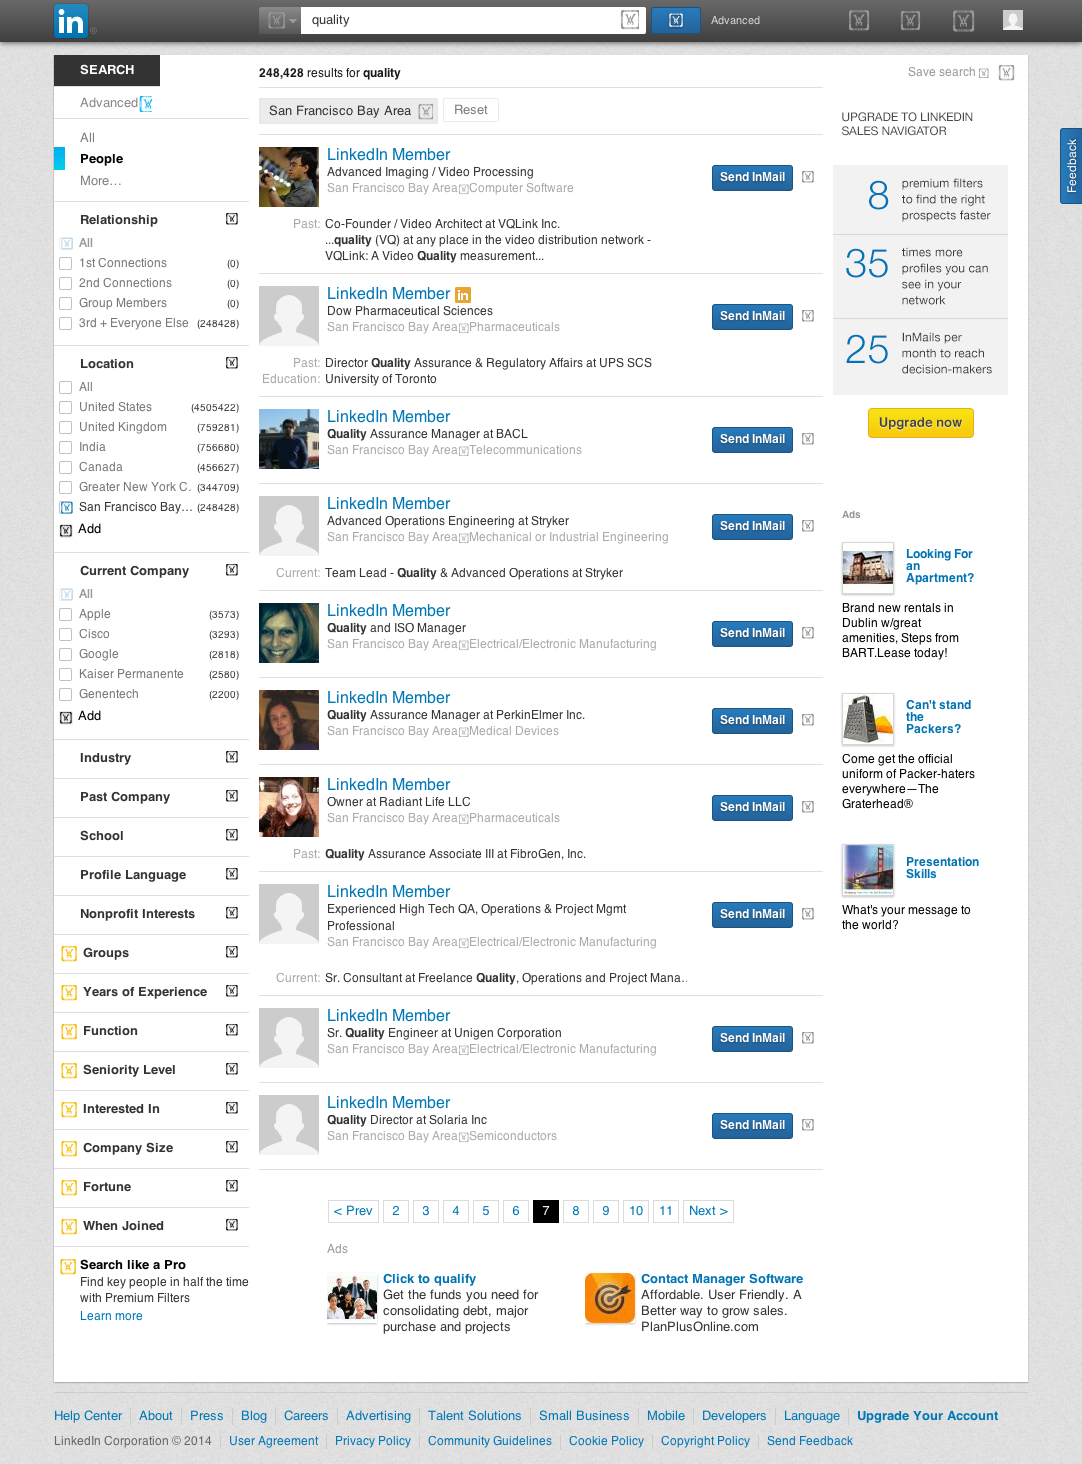 in
quality
Advanced
SEARCH
Advanced
All
People
More...
Relationship
All
1st Connections (0)
2nd Connections (0)
Group Members (0)
3rd + Everyone Else (248428)
Location
All
United States (4505422)
United Kingdom (759281)
India (756680)
Canada (456627)
Greater New York C. (344709)
San Francisco Bay... (248428)
Add
Current Company
All
Apple (3573)
Cisco (3293)
Google (2818)
Kaiser Permanente (2580)
Genentech (2200)
Add
Industry
Past Company
School
Profile Language
Nonprofit Interests
Groups
Years of Experience
Function
Seniority Level
Interested In
Company Size
Fortune
When Joined
Search like a Pro
Find key people in half the time
with Premium Filters
Learn more
248,428 results for quality
Save search
San Francisco Bay Area
Reset
LinkedIn Member
Advanced Imaging / Video Processing
San Francisco Bay Area Computer Software
Send InMail
Past: Co-Founder / Video Architect at VQLink Inc.
...quality (VQ) at any place in the video distribution network -
VQLink: A Video Quality measurement...
LinkedIn Member in
Dow Pharmaceutical Sciences
San Francisco Bay Area Pharmaceuticals
Send InMail
Past: Director Quality Assurance & Regulatory Affairs at UPS SCS
Education: University of Toronto
LinkedIn Member
Quality Assurance Manager at BACL
San Francisco Bay Area Telecommunications
Send InMail
LinkedIn Member
Advanced Operations Engineering at Stryker
San Francisco Bay Area Mechanical or Industrial Engineering
Send InMail
Current: Team Lead - Quality & Advanced Operations at Stryker
LinkedIn Member
Quality and ISO Manager
San Francisco Bay Area Electrical/Electronic Manufacturing
Send InMail
LinkedIn Member
Quality Assurance Manager at PerkinElmer Inc.
San Francisco Bay Area Medical Devices
Send InMail
LinkedIn Member
Owner at Radiant Life LLC
San Francisco Bay Area Pharmaceuticals
Send InMail
Past: Quality Assurance Associate III at FibroGen, Inc.
LinkedIn Member
Experienced High Tech QA, Operations & Project Mgmt
Professional
San Francisco Bay Area Electrical/Electronic Manufacturing
Send InMail
Current: Sr. Consultant at Freelance Quality, Operations and Project Mana..
LinkedIn Member
Sr. Quality Engineer at Unigen Corporation
San Francisco Bay Area Electrical/Electronic Manufacturing
Send InMail
LinkedIn Member
Quality Director at Solaria Inc
San Francisco Bay Area Semiconductors
Send InMail
< Prev 2 3 4 5 6 7 8 9 10 11 Next >
Ads
Click to qualify
Get the funds you need for
consolidating debt, major
purchase and projects
Contact Manager Software
Affordable. User Friendly. A
Better way to grow sales.
PlanPlusOnline.com
UPGRADE TO LINKEDIN
SALES NAVIGATOR
8 premium filters
to find the right
prospects faster
35 times more
profiles you can
see in your
network
25 InMails per
month to reach
decision-makers
Upgrade now
Feedback
Ads
Looking For
an
Apartment?
Brand new rentals in
Dublin w/great
amenities, Steps from
BART.Lease today!
Can't stand
the
Packers?
Come get the official
uniform of Packer-haters
everywhere—The
Graterhead®
Presentation
Skills
What's your message to
the world?
Help Center About Press Blog Careers Advertising Talent Solutions Small Business Mobile Developers Language Upgrade Your Account
LinkedIn Corporation © 2014 User Agreement Privacy Policy Community Guidelines Cookie Policy Copyright Policy Send Feedback